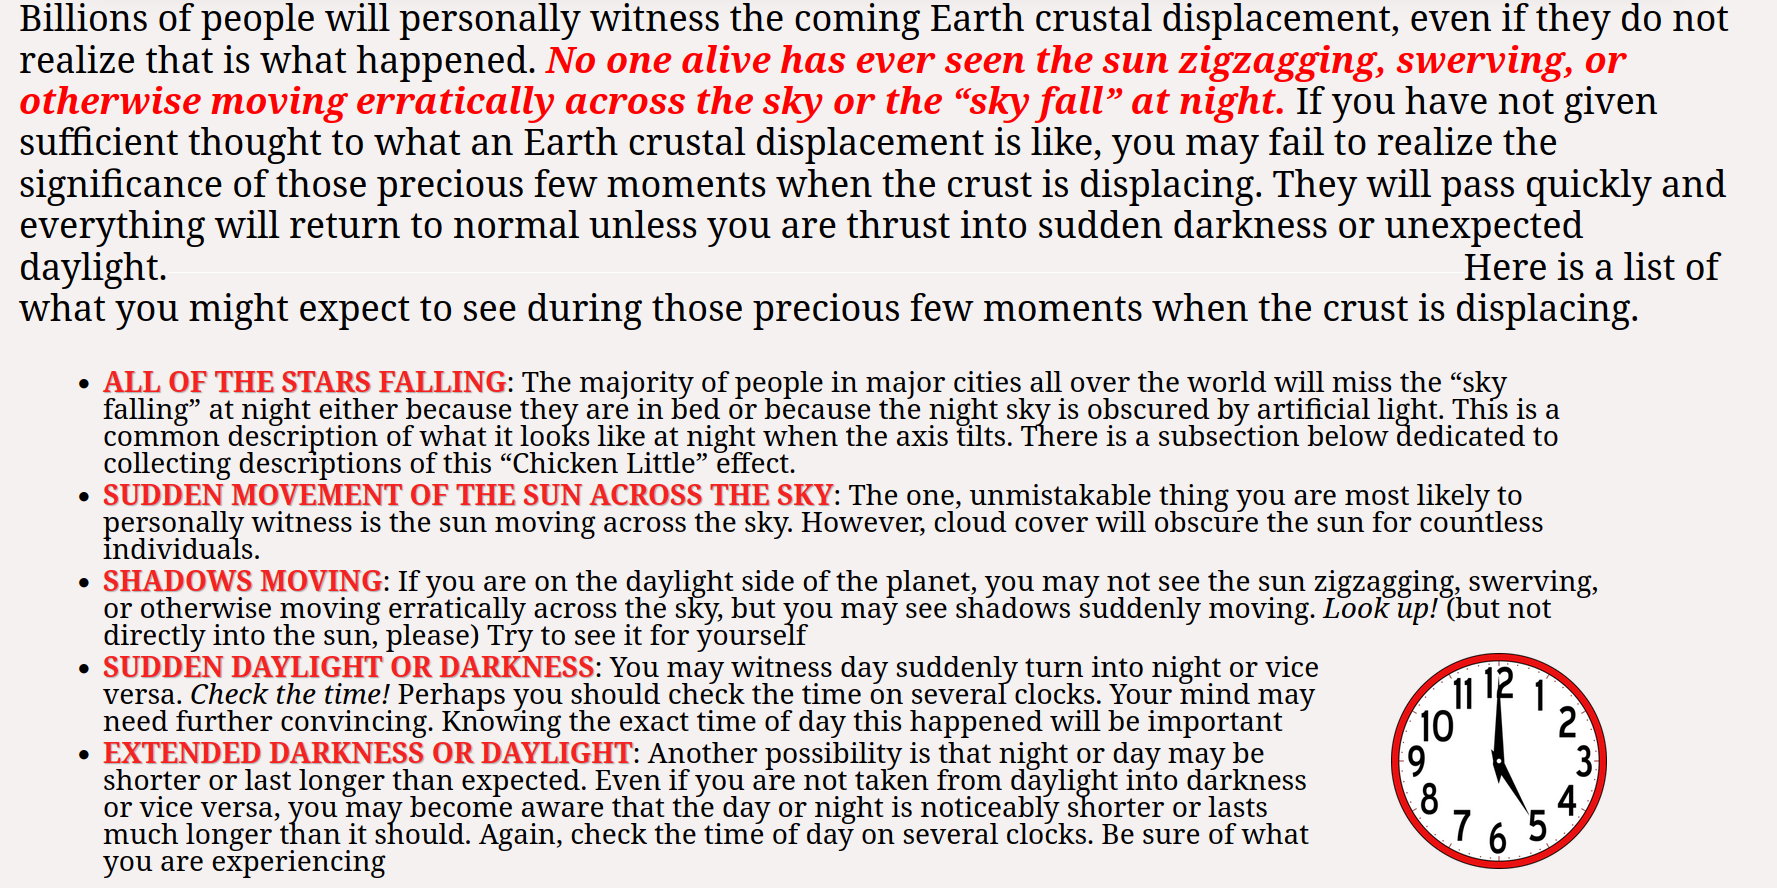 Billions of people will personally witness the coming Earth crustal displacement, even if they do not
realize that is what happened. No one alive has ever seen the sun zigzagging, swerving, or
otherwise moving erratically across the sky or the “sky fall” at night. If you have not given
sufficient thought to what an Earth crustal displacement is like, you may fail to realize the
significance of those precious few moments when the crust is displacing. They will pass quickly and
everything will return to normal unless you are thrust into sudden darkness or unexpected
daylight. Here is a list of
what you might expect to see during those precious few moments when the crust is displacing.
• ALL OF THE STARS FALLING: The majority of people in major cities all over the world will miss the “sky
falling” at night either because they are in bed or because the night sky is obscured by artificial light. This is a
common description of what it looks like at night when the axis tilts. There is a subsection below dedicated to
collecting descriptions of this “Chicken Little” effect.
• SUDDEN MOVEMENT OF THE SUN ACROSS THE SKY: The one, unmistakable thing you are most likely to
personally witness is the sun moving across the sky. However, cloud cover will obscure the sun for countless
individuals.
• SHADOWS MOVING: If you are on the daylight side of the planet, you may not see the sun zigzagging, swerving,
or otherwise moving erratically across the sky, but you may see shadows suddenly moving. Look up! (but not
directly into the sun, please) Try to see it for yourself
• SUDDEN DAYLIGHT OR DARKNESS: You may witness day suddenly turn into night or vice
versa. Check the time! Perhaps you should check the time on several clocks. Your mind may
need further convincing. Knowing the exact time of day this happened will be important
• EXTENDED DARKNESS OR DAYLIGHT: Another possibility is that night or day may be
shorter or last longer than expected. Even if you are not taken from daylight into darkness
or vice versa, you may become aware that the day or night is noticeably shorter or lasts
much longer than it should. Again, check the time of day on several clocks. Be sure of what
you are experiencing
12
1
2
3
4
5
6
7
8
9
10
11